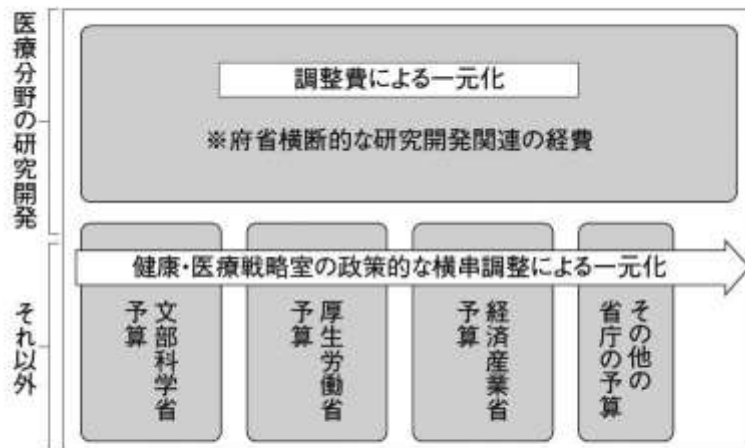 医療分野の研究開発
調整費による一元化
※府省横断的な研究開発関連の経費
それ以外
健康・医療戦略室の政策的な横串調整による一元化
文部科学省
予算
厚生労働省
予算
経済産業省
予算
その他の
省庁の予算